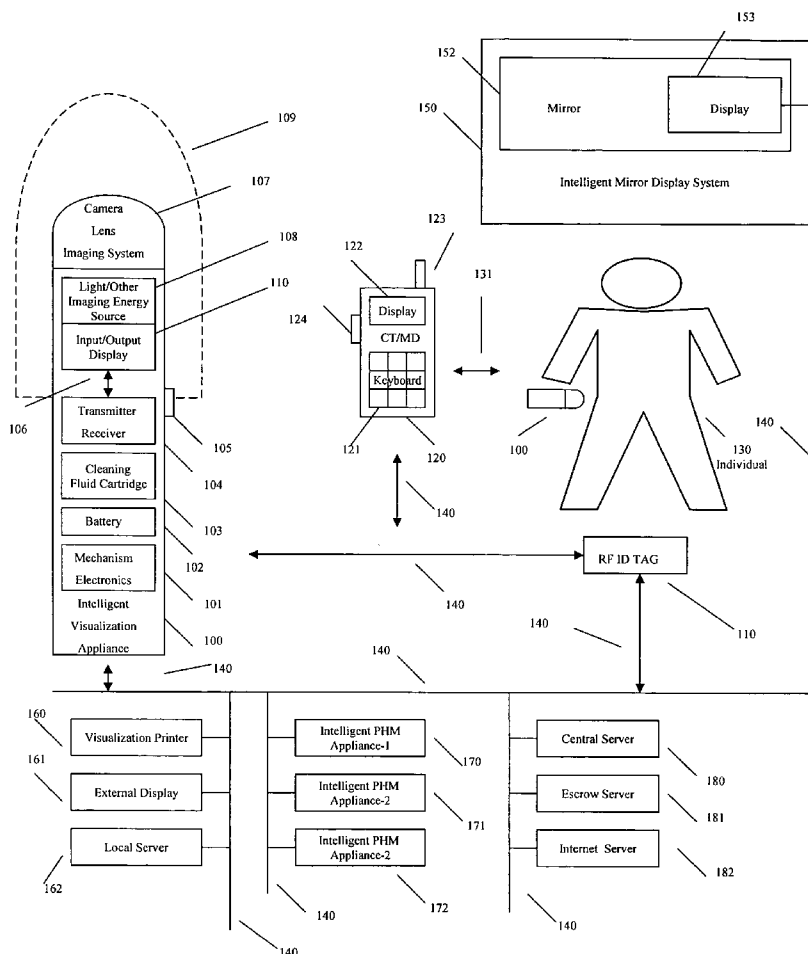 153
152
Mirror
Display
150
Intelligent Mirror Display System
109
107
Camera
Lens
Imaging System
108
110
Light/Other
Imaging Energy
Source
Input/Output
Display
106
Transmitter
Receiver
105
104
Cleaning
Fluid Cartridge
103
Battery
102
Mechanism
Electronics
101
Intelligent
Visualization
Appliance
100
140
123
122
124
Display
CT/MD
Keyboard
121
120
131
140
100
130
Individual
140
140
RF ID TAG
110
140
140
160
Visualization Printer
161
External Display
162
Local Server
140
Intelligent PHM
Appliance-1
170
Intelligent PHM
Appliance-2
171
Intelligent PHM
Appliance-2
172
140
Central Server
180
Escrow Server
181
Internet Server
182
140